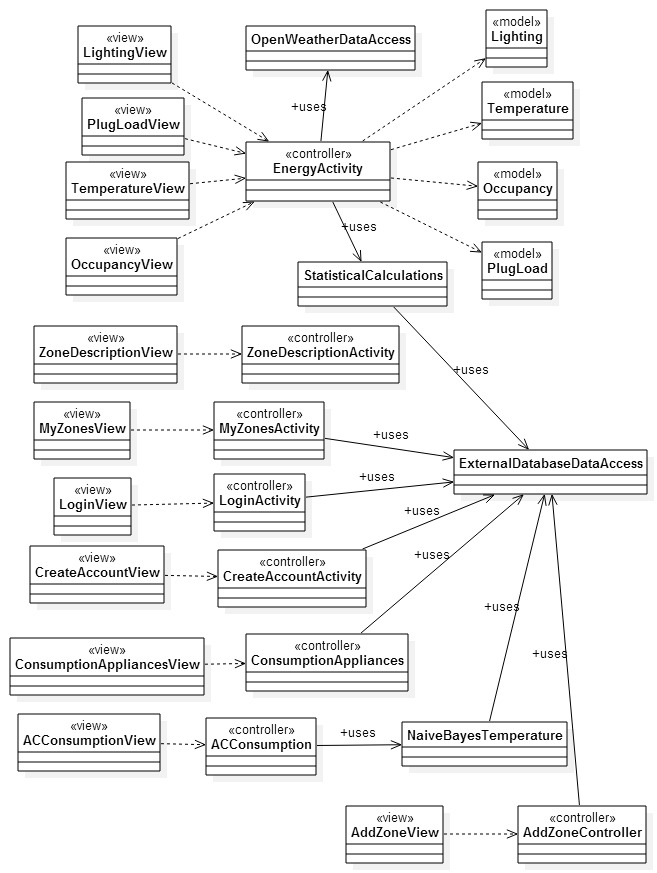 «view»
LightingView
OpenWeatherDataAccess
«model»
Lighting
«view»
PlugLoadView
+uses
«model»
Temperature
«controller»
EnergyActivity
«view»
TemperatureView
«model»
Occupancy
+uses
«view»
OccupancyView
«model»
PlugLoad
StatisticalCalculations
«view»
ZoneDescriptionView
«controller»
ZoneDescriptionActivity
+uses
«view»
MyZonesView
«controller»
MyZonesActivity
+uses
ExternalDatabaseDataAccess
«view»
LoginView
«controller»
LoginActivity
+uses
+uses
«view»
CreateAccountView
«controller»
CreateAccountActivity
+uses
+uses
«view»
ConsumptionAppliancesView
«controller»
ConsumptionAppliances
+uses
«view»
ACConsumptionView
«controller»
ACConsumption
+uses
NaiveBayesTemperature
«view»
AddZoneView
«controller»
AddZoneController